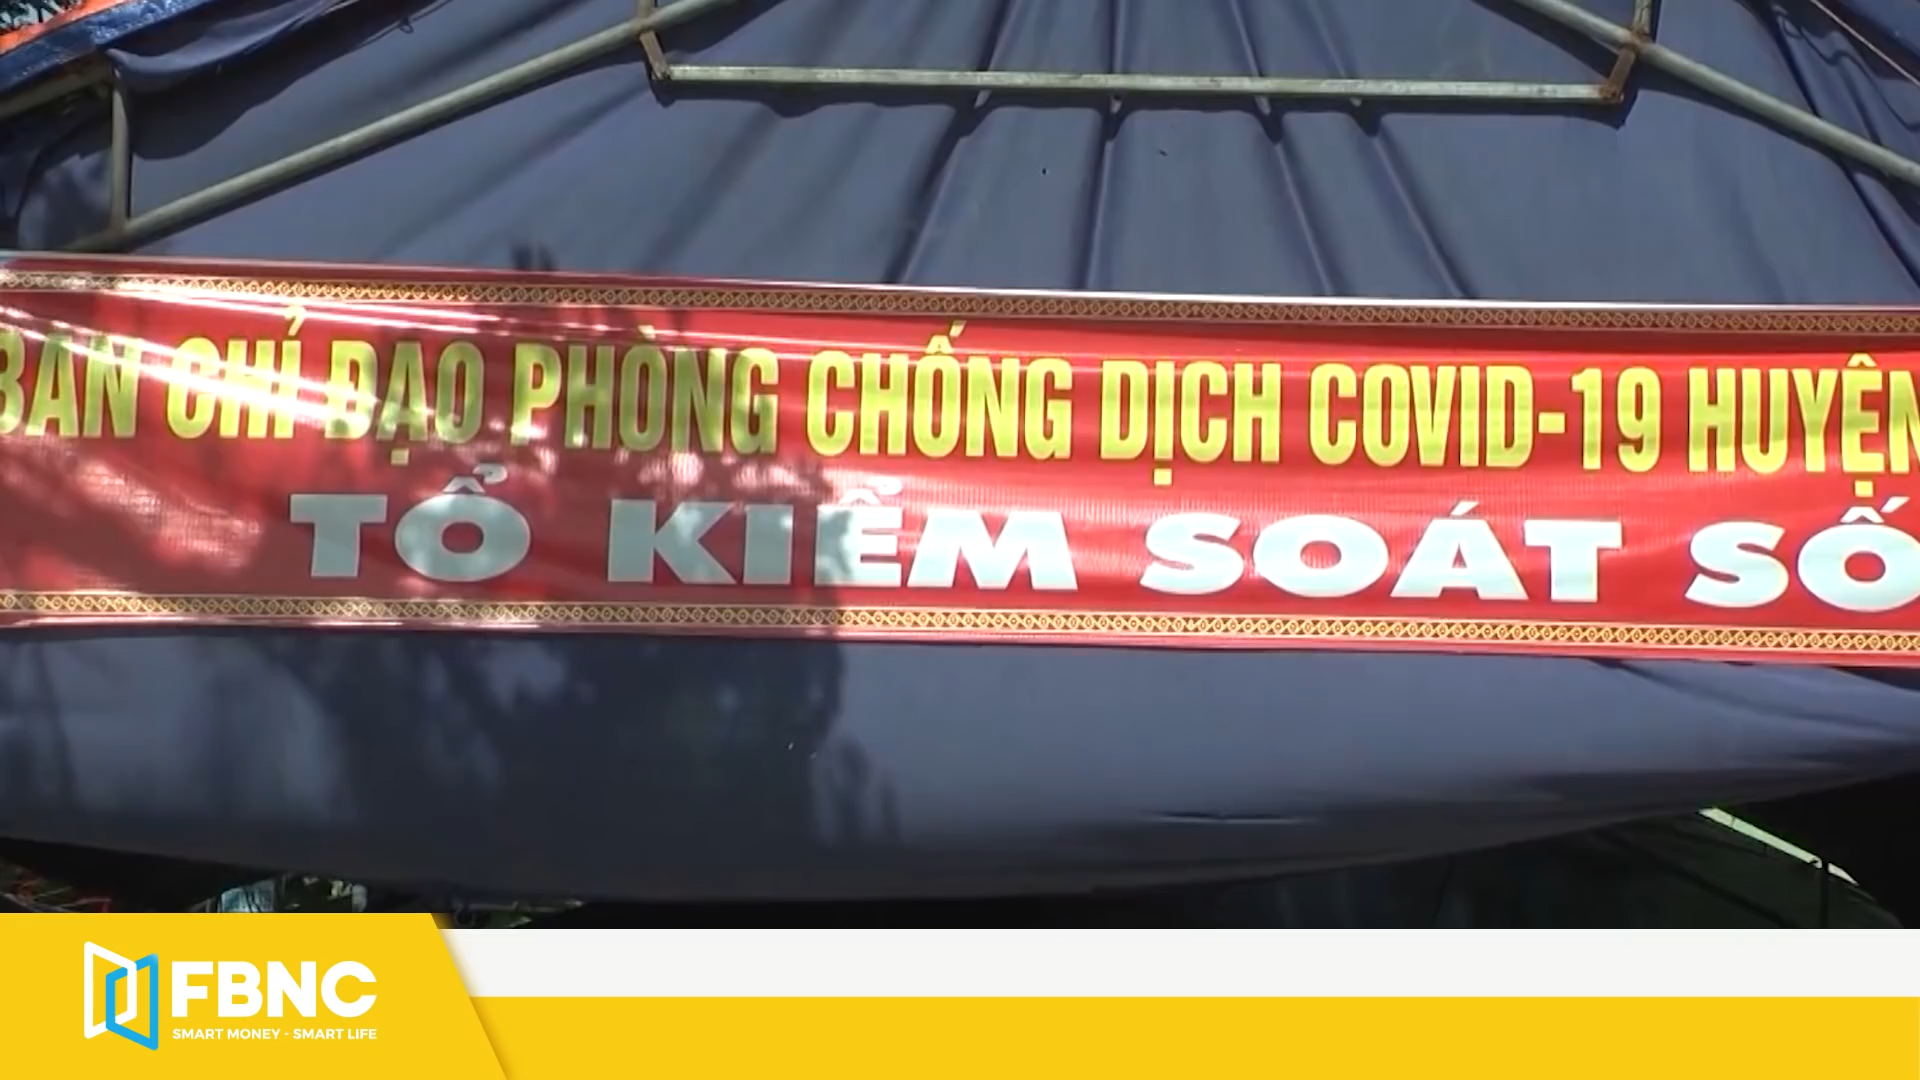 BAN CHỈ ĐẠO PHÒNG CHỐNG DỊCH COVID-19 HUYỆN
TỔ KIỂM SOÁT SỐ
FBNC
SMART MONEY - SMART LIFE